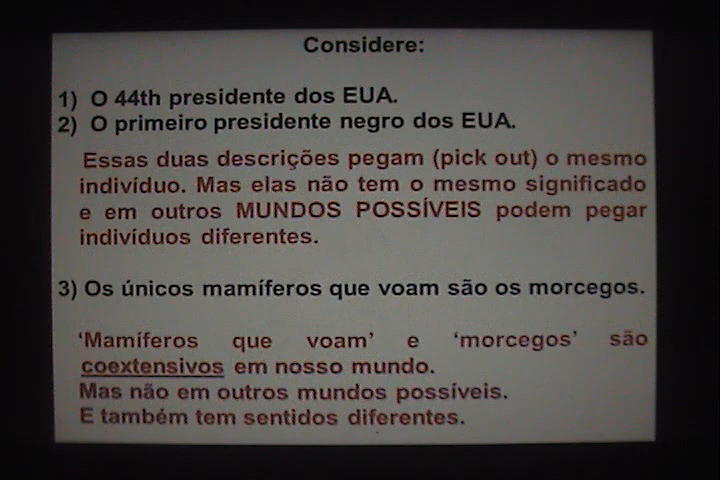 Considere:
1) O 44th presidente dos EUA.
2) O primeiro presidente negro dos EUA.
Essas duas descrições pegam (pick out) o mesmo
indivíduo. Mas elas não tem o mesmo significado
e em outros MUNDOS POSSÍVEIS podem pegar
indivíduos diferentes.
3) Os únicos mamíferos que voam são os morcegos.
‘Mamíferos que voam’ e ‘morcegos’ são
coextensivos em nosso mundo.
Mas não em outros mundos possíveis.
E também tem sentidos diferentes.